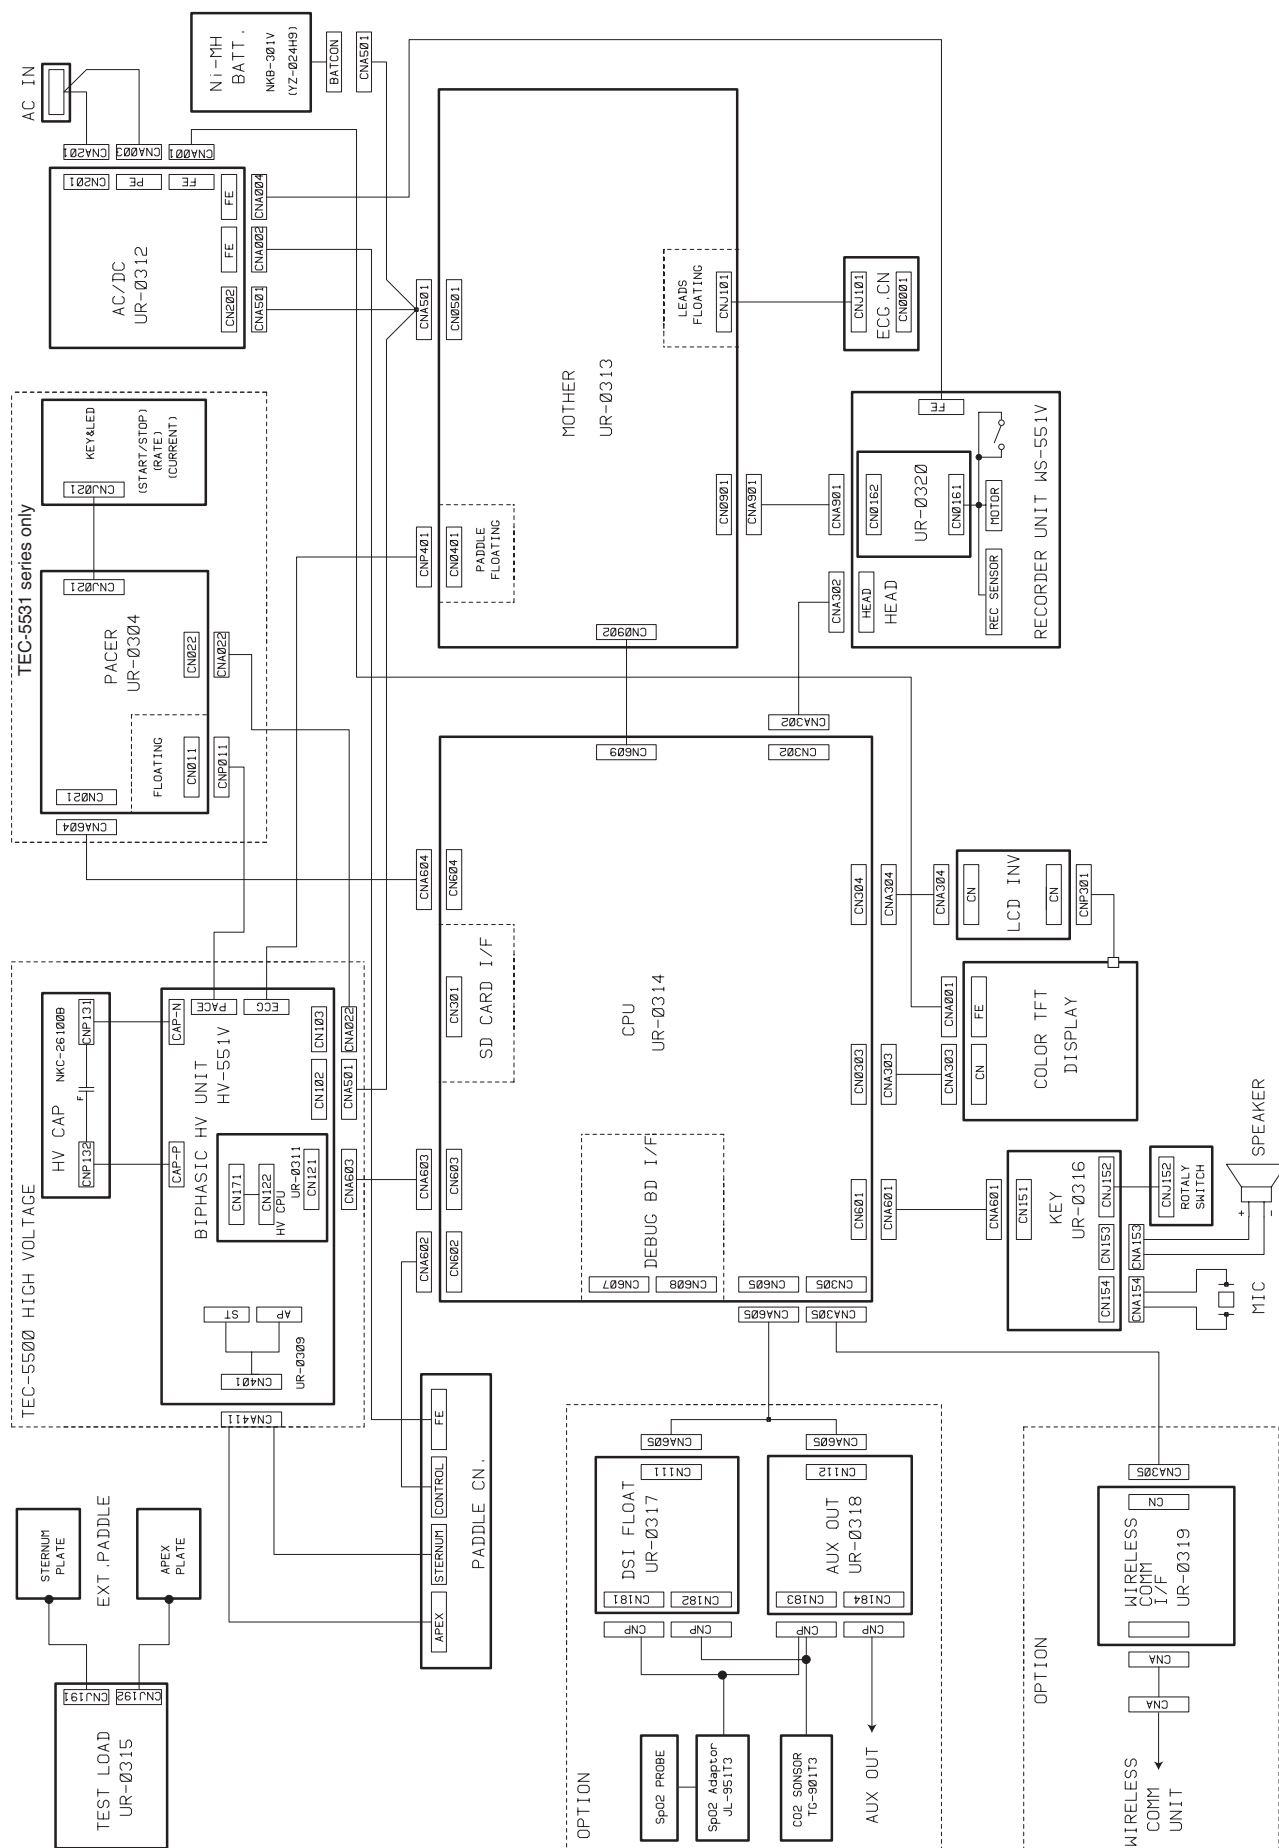 AC IN
Ni-MH
BATT.
NKB-301V
(YZ-024H9)
BATCON
CNA501
CNA201
CNA003
CNA001
CN201
PE
FE
AC/DC
UR-0312
FE
FE
CN202
CNA004
CNA002
CNA501
TEC-5531 series only
KEY&LED
(START/STOP)
(RATE)
(CURRENT)
CNJ021
CNJ021
PACER
UR-0304
CN022
CNA022
FLOATING
CN011
CNP011
CN021
CNA604
MOTHER
UR-0313
CNA501
CN0501
LEADS
FLOATING
CNJ101
CNP401
CN0401
PADDLE
FLOATING
CN0901
CNA901
CN0902
CNJ101
ECG.CN
CN0001
RECORDER UNIT WS-551V
FE
CNA901
CN0162
UR-0320
CN0161
MOTOR
REC SENSOR
CNA302
HEAD
HEAD
CNA302
CN302
CN609
CPU
UR-0314
CNA604
CN604
CN301
SD CARD I/F
CNA603
CN603
CNA602
CN602
DEBUG BD I/F
CN607
CN608
CN605
CN305
CNA605
CNA305
CN304
CNA304
CN0303
CNA303
CN601
CNA601
CNA304
CN
LCD INV
CN
CNP301
CNA001
FE
CNA303
CN
COLOR TFT
DISPLAY
CNA601
CN151
KEY
UR-0316
CNJ152
CN153
CN154
CNA153
CNA154
CNJ152
ROTALY
SWITCH
SPEAKER
+
-
MIC
TEC-5500 HIGH VOLTAGE
HV CAP
NKC-26100B
CNP131
F
CNP132
CAP-N
CAP-P
PACE
ECG
BIPHASIC HV UNIT
HV-551V
CN103
CNA022
CN102
CNA501
CN171
CN122
HV CPU
UR-0311
CN121
CNA603
ST
AP
CN401
UR-0309
CNA411
PADDLE CN.
FE
CONTROL
STERNUM
APEX
EXT.PADDLE
STERNUM
PLATE
APEX
PLATE
CNJ191
CNJ192
TEST LOAD
UR-0315
OPTION
CNA605
CNA605
CN111
DSI FLOAT
UR-0317
CN181
CN182
CN112
AUX OUT
UR-0318
CN183
CN184
CNP
CNP
CNP
CNP
SpO2 PROBE
SpO2 Adaptor
JL-951T3
CO2 SONSOR
TG-901T3
AUX OUT
OPTION
CNA305
CN
WIRELESS
COMM
I/F
UR-0319
CNA
CNA
WIRELESS
COMM
UNIT